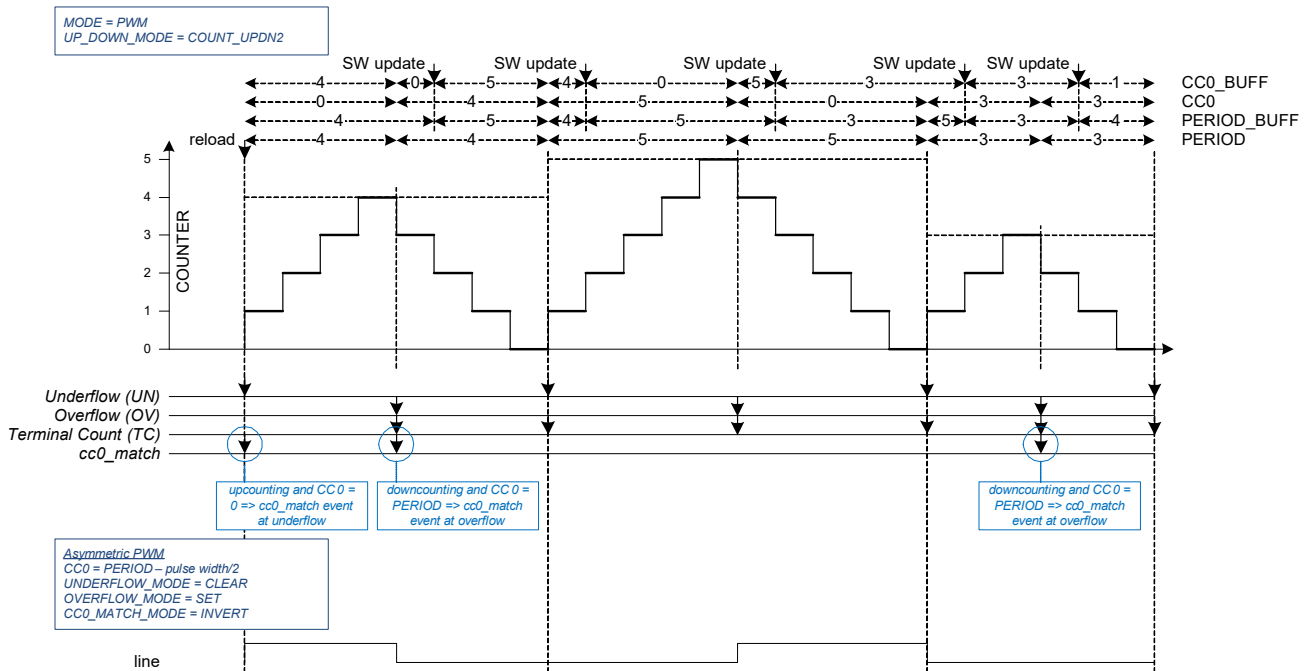 MODE = PWM
UP_DOWN_MODE = COUNT_UPDN2
SW update SW update SW update SW update SW update
4 0 5 4 0 5 3 3 1 CC0_BUFF
0 4 5 0 3 3 CC0
4 5 4 5 3 5 3 4 PERIOD_BUFF
reload 4 4 5 5 3 3 PERIOD
5
4
3
2
1
0
COUNTER
Underflow (UN)
Overflow (OV)
Terminal Count (TC)
cc0_match
upcounting and CC0 =
0 => cc0_match event
at underflow
downcounting and CC0 =
PERIOD => cc0_match
event at overflow
downcounting and CC0 =
PERIOD => cc0_match
event at overflow
Asymmetric PWM
CC0 = PERIOD – pulse width/2
UNDERFLOW_MODE = CLEAR
OVERFLOW_MODE = SET
CC0_MATCH_MODE = INVERT
line